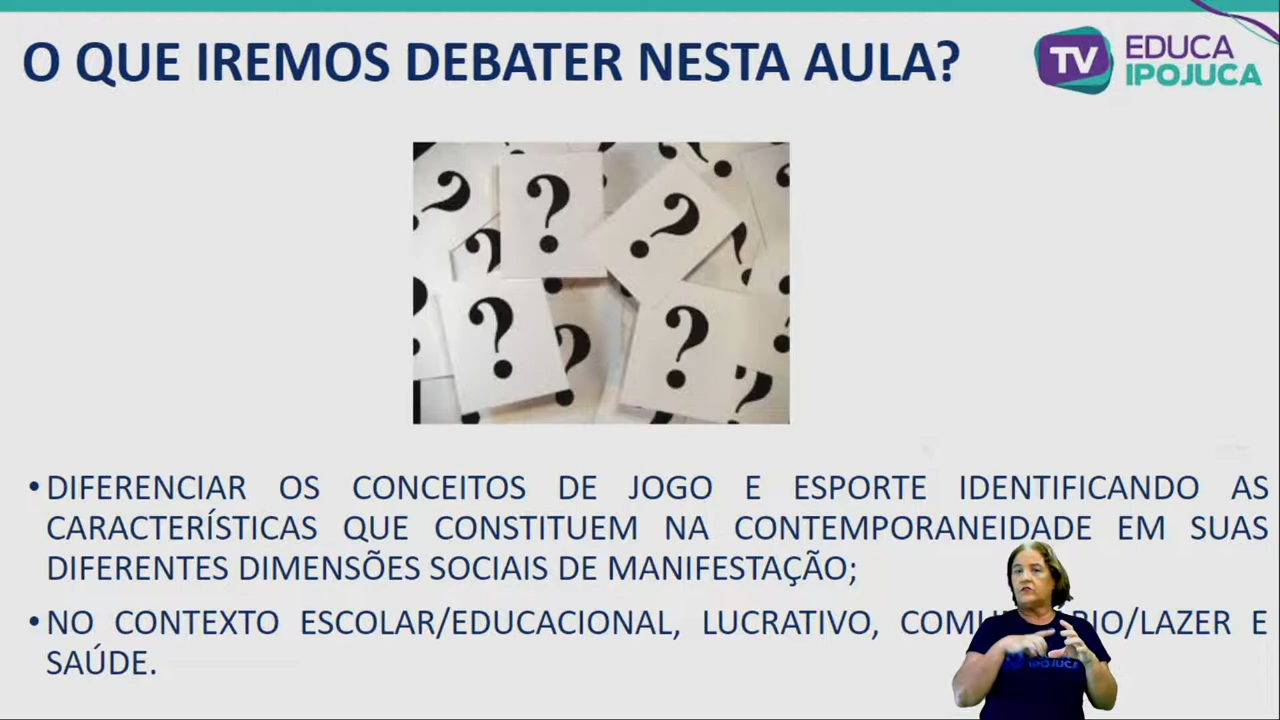 O QUE IREMOS DEBATER NESTA AULA?
TV EDUCA
IPOJUCA
? ? ? ? ? ? ?
• DIFERENCIAR OS CONCEITOS DE JOGO E ESPORTE IDENTIFICANDO AS
CARACTERÍSTICAS QUE CONSTITUEM NA CONTEMPORANEIDADE EM SUAS
DIFERENTES DIMENSÕES SOCIAIS DE MANIFESTAÇÃO;
• NO CONTEXTO ESCOLAR/EDUCACIONAL, LUCRATIVO, /LAZER E
SAÚDE.
IPOJUCA